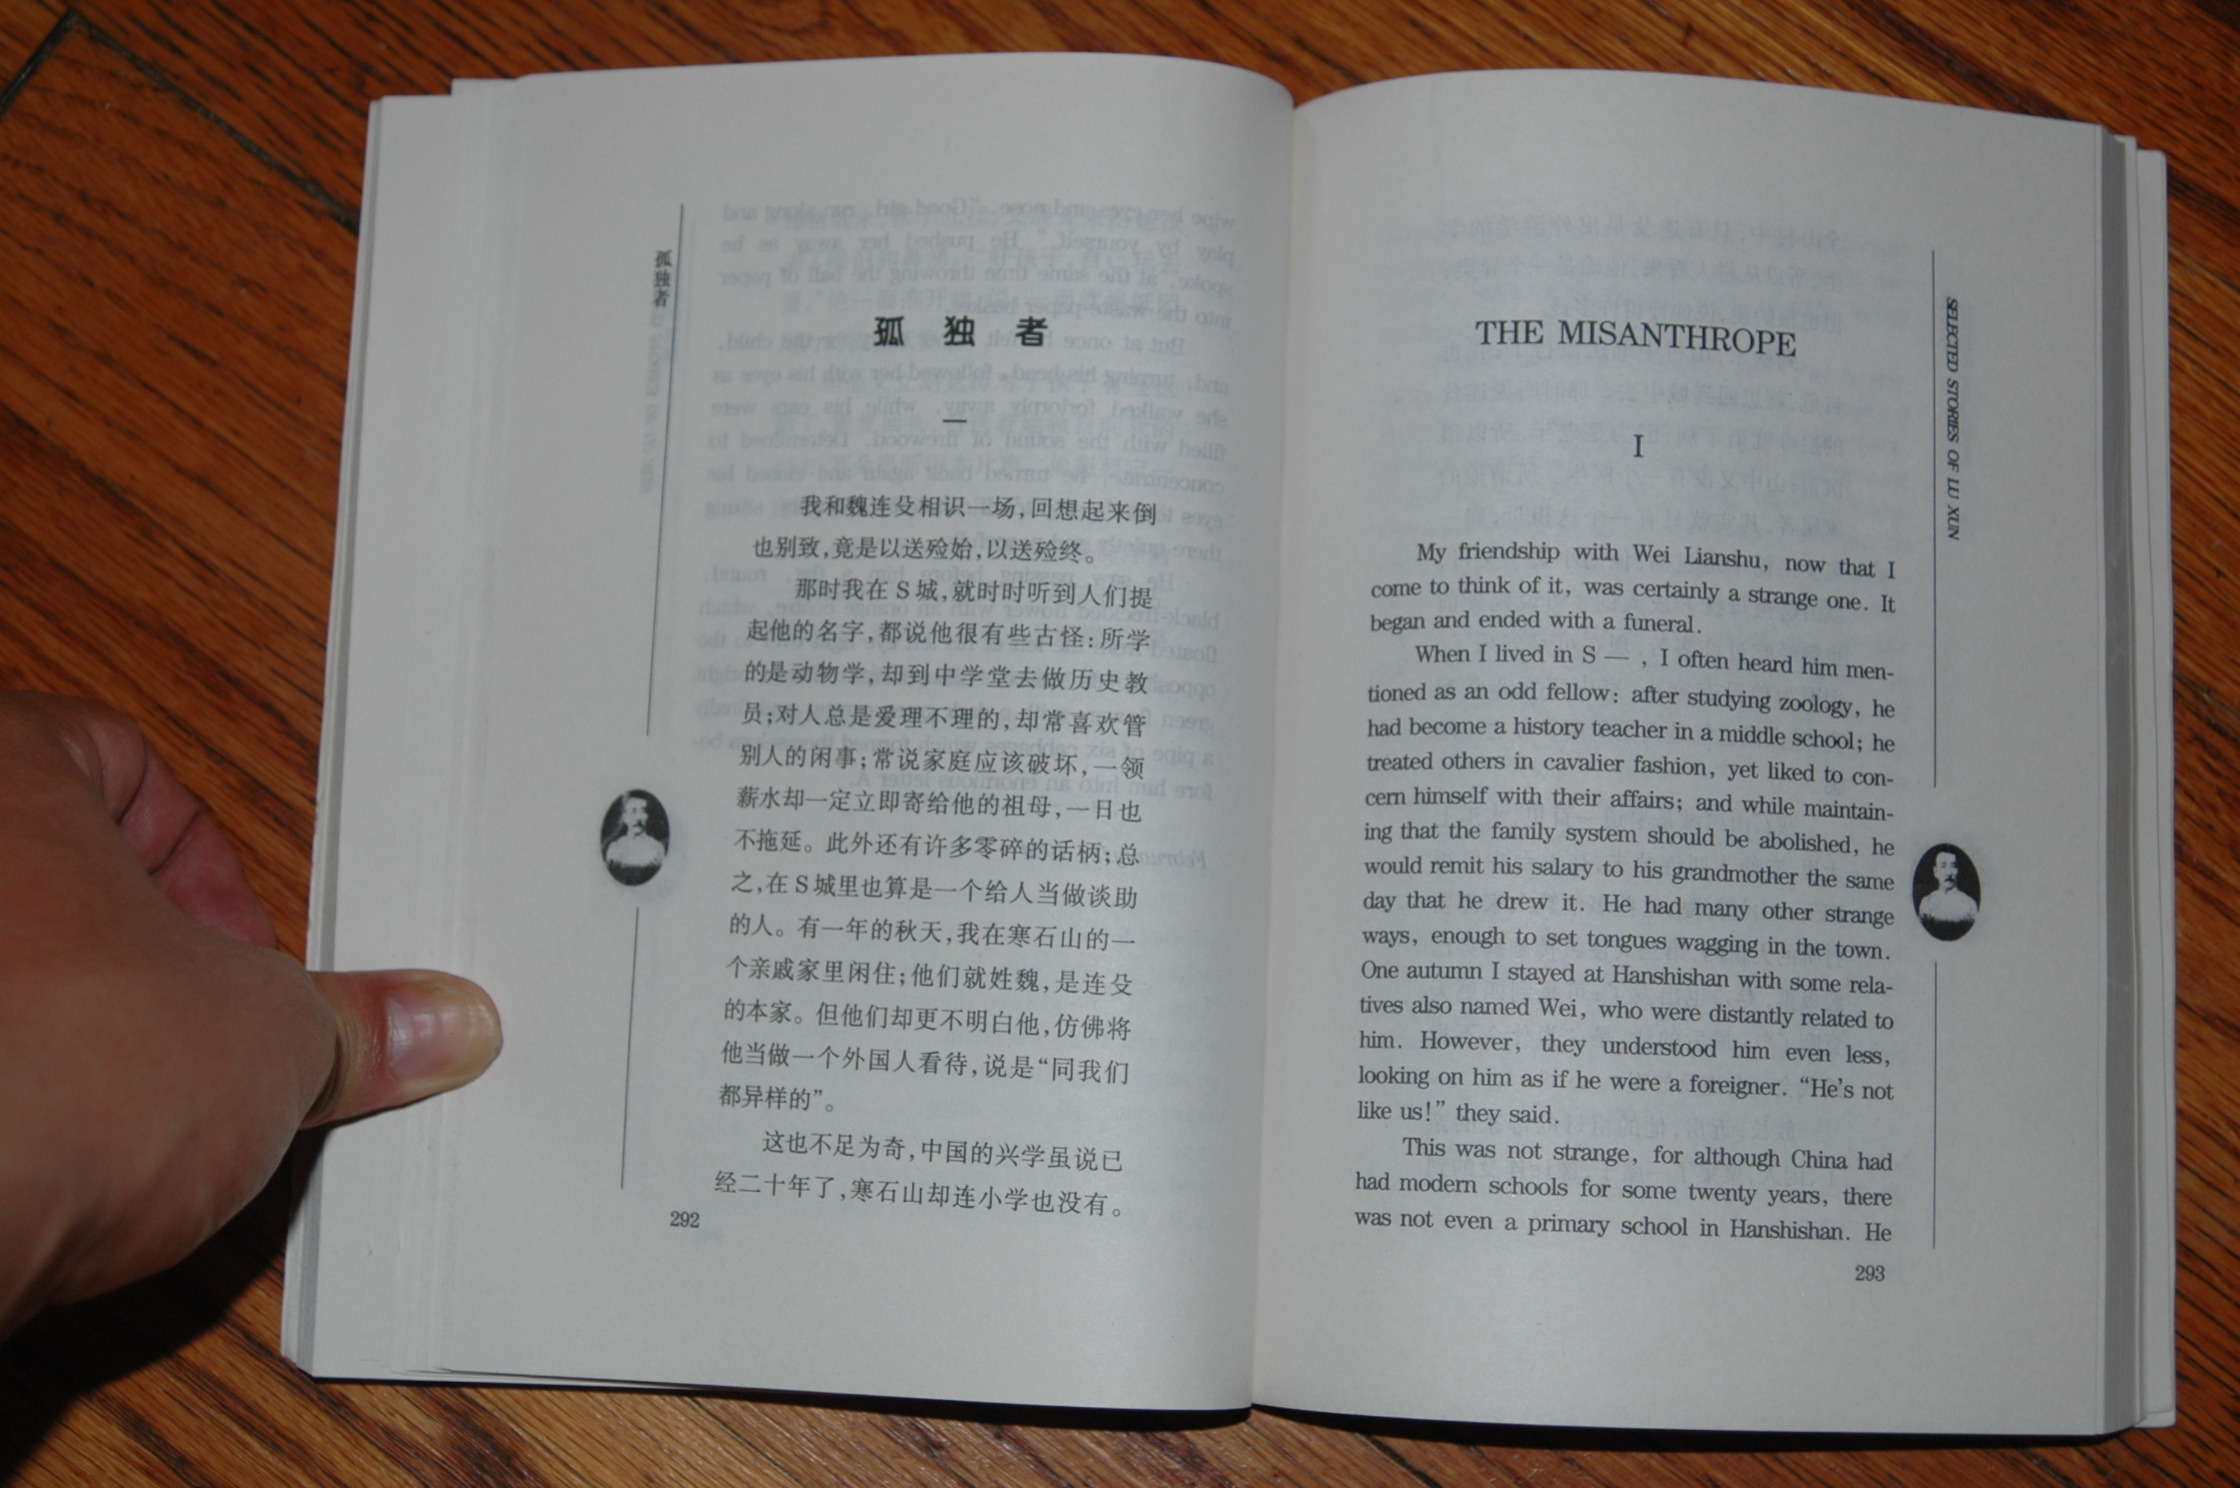 孤独者
孤 独 者
一
我和魏连殳相识一场，回想起来倒
也别致，竟是以送殓始，以送殓终。
那时我在S城，就时时听到人们提
起他的名字，都说他很有些古怪：所学
的是动物学，却到中学堂去做历史教
员；对人总是爱理不理的，却常喜欢管
别人的闲事；常说家庭应该破坏，一领
薪水却一定立即寄给他的祖母，一日也
不拖延。此外还有许多零碎的话柄；总
之，在S城里也算是一个给人当做谈助
的人。有一年的秋天，我在寒石山的一
个亲戚家里闲住；他们就姓魏，是连殳
的本家。但他们却更不明白他，仿佛将
他当做一个外国人看待，说是“同我们
都异样的”。
这也不足为奇，中国的兴学虽说已
经二十年了，寒石山却连小学也没有。
292
THE MISANTHROPE
I
My friendship with Wei Lianshu, now that I
come to think of it, was certainly a strange one. It
began and ended with a funeral.
When I lived in S — , I often heard him men-
tioned as an odd fellow: after studying zoology, he
had become a history teacher in a middle school; he
treated others in cavalier fashion, yet liked to con-
cern himself with their affairs; and while maintain-
ing that the family system should be abolished, he
would remit his salary to his grandmother the same
day that he drew it. He had many other strange
ways, enough to set tongues wagging in the town.
One autumn I stayed at Hanshishan with some rela-
tives also named Wei, who were distantly related to
him. However, they understood him even less,
looking on him as if he were a foreigner. “He's not
like us!” they said.
This was not strange, for although China had
had modern schools for some twenty years, there
was not even a primary school in Hanshishan. He
293
SELECTED STORIES OF LU XUN